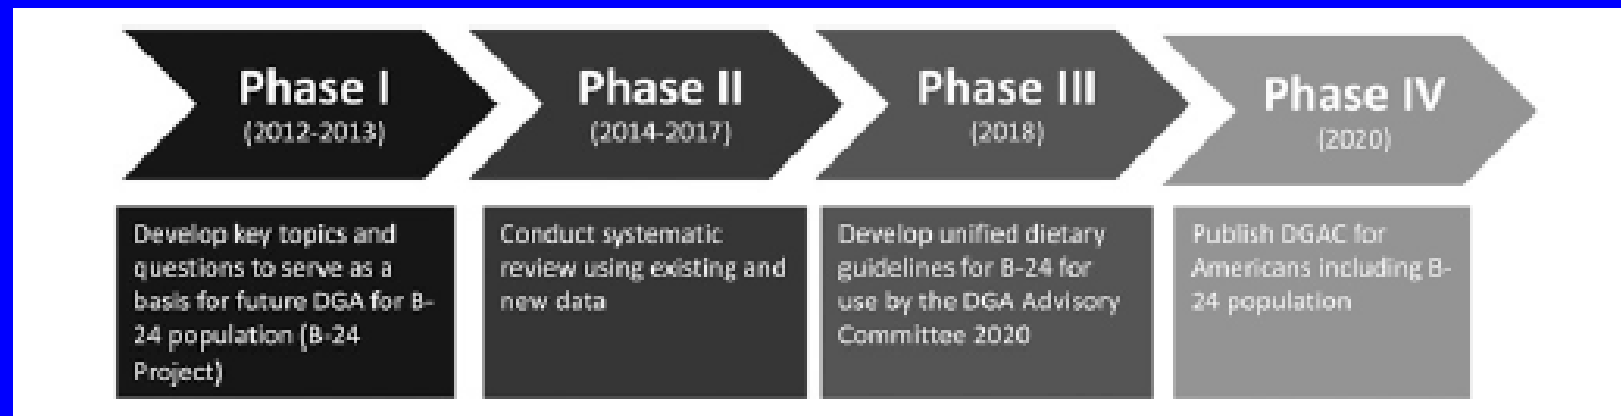 Phase I
(2012-2013)
Phase II
(2014-2017)
Phase III
(2018)
Phase IV
(2020)
Develop key topics and
questions to serve as a
basis for future DGA for B-
24 population (B-24
Project)
Conduct systematic
review using existing and
new data
Develop unified dietary
guidelines for B-24 for
use by the DGA Advisory
Committee 2020
Publish DGAC for
Americans including B-
24 population